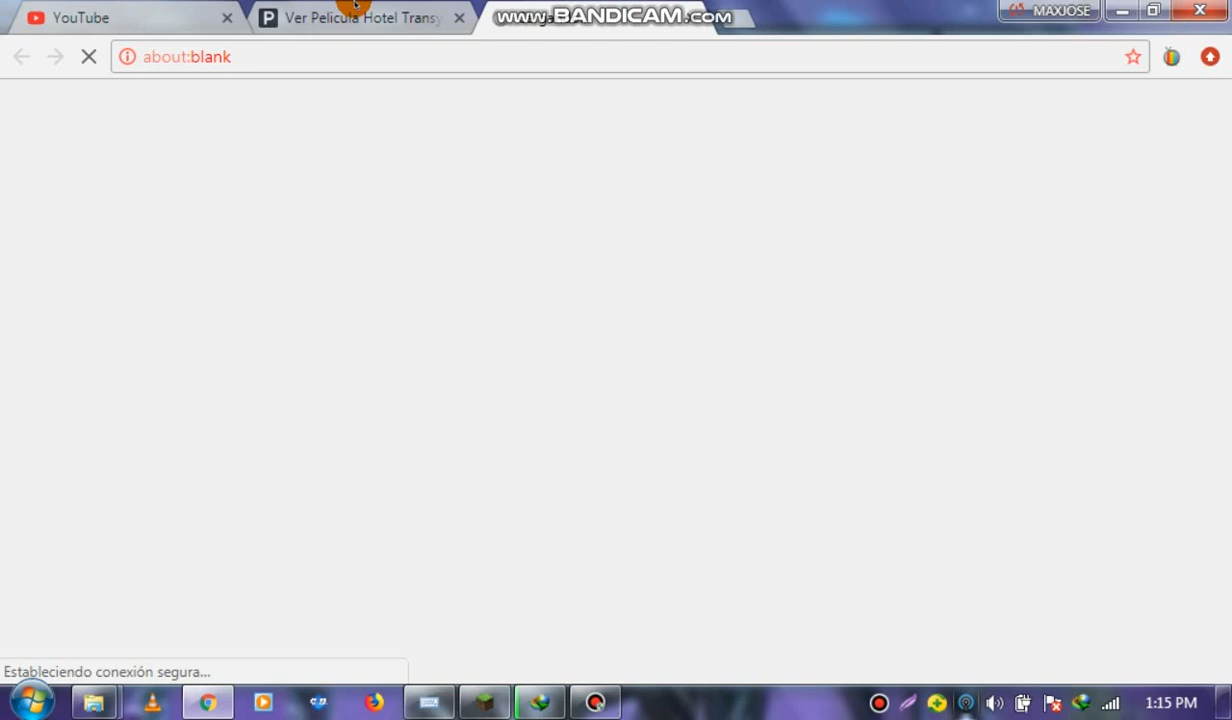 YouTube
Ver Pelicula Hotel Transy
WWW.BANDICAM.COM
MAXJOSE
about:blank
Estableciendo conexión segura...
1:15 PM